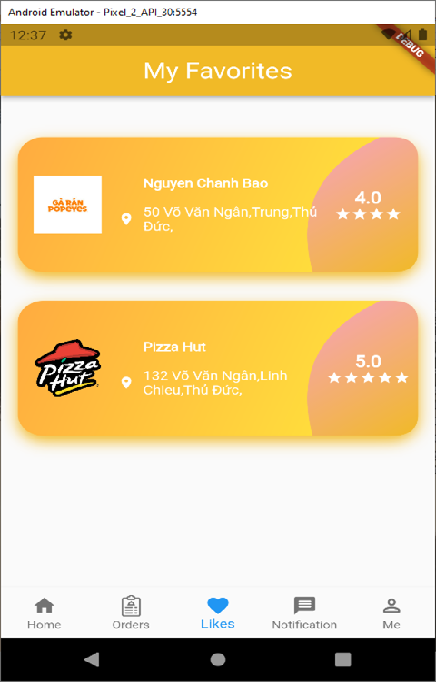 Android Emulator - Pixel_2_API_30:5554
12:37
DEBUG
My Favorites
GÀ RÁN
POPEYES
Nguyen Chanh Bao
50 Võ Văn Ngân,Trung,Thủ
Đức,
4.0
Pizza
Hut
Pizza Hut
132 Võ Văn Ngân,Linh
Chieu,Thủ Đức,
5.0
Home
Orders
Likes
Notification
Me